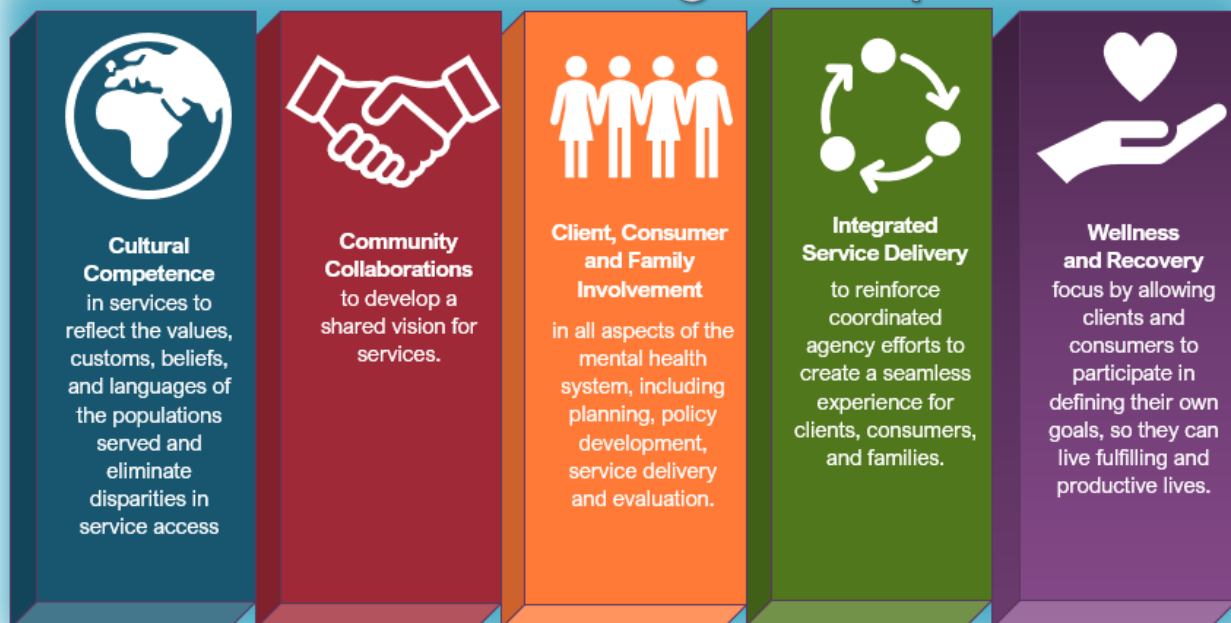 Cultural
Competence
in services to
reflect the values,
customs, beliefs,
and languages of
the populations
served and
eliminate
disparities in
service access
Community
Collaborations
to develop a
shared vision for
services.
Client, Consumer
and Family
Involvement
in all aspects of the
mental health
system, including
planning, policy
development,
service delivery
and evaluation.
Integrated
Service Delivery
to reinforce
coordinated
agency efforts to
create a seamless
experience for
clients, consumers,
and families.
Wellness
and Recovery
focus by allowing
clients and
consumers to
participate in
defining their own
goals, so they can
live fulfilling and
productive lives.